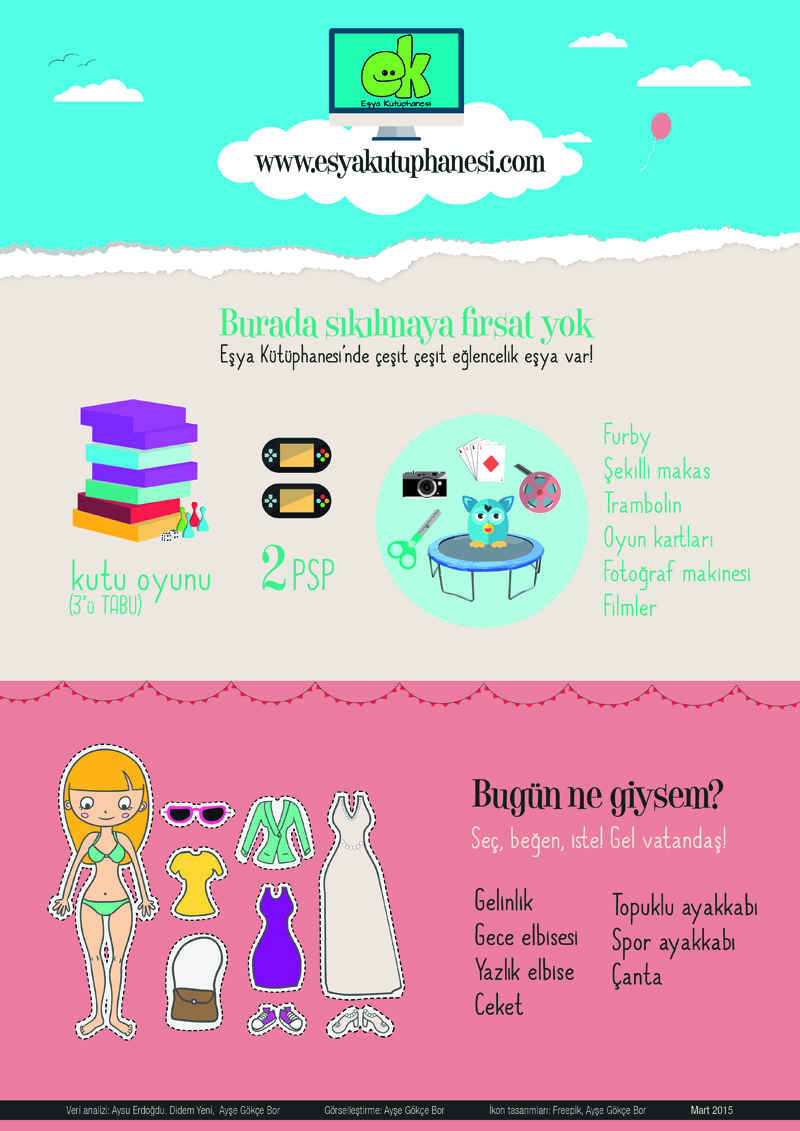 ek
Eşya Kütüphanesi
www.esyakutuphanesi.com
Burada sıkılmaya fırsat yok
Eşya Kütüphanesi'nde çeşit çeşit eğlencelik eşya var!
kutu oyunu
(3'ü TABU)
2 PSP
Furby
Şekilli makas
Trambolin
Oyun kartları
Fotoğraf makinesi
Filmler
Bugün ne giysem?
Seç, beğen, iste! Gel vatandaş!
Gelinlik
Gece elbisesi
Yazlık elbise
Ceket
Topuklu ayakkabı
Spor ayakkabı
Çanta
Veri analizi: Aysu Erdoğdu, Didem Yeni, Ayşe Gökçe Bor
Görselleştirme: Ayşe Gökçe Bor
İkon tasarımları: Freepik, Ayşe Gökçe Bor
Mart 2015